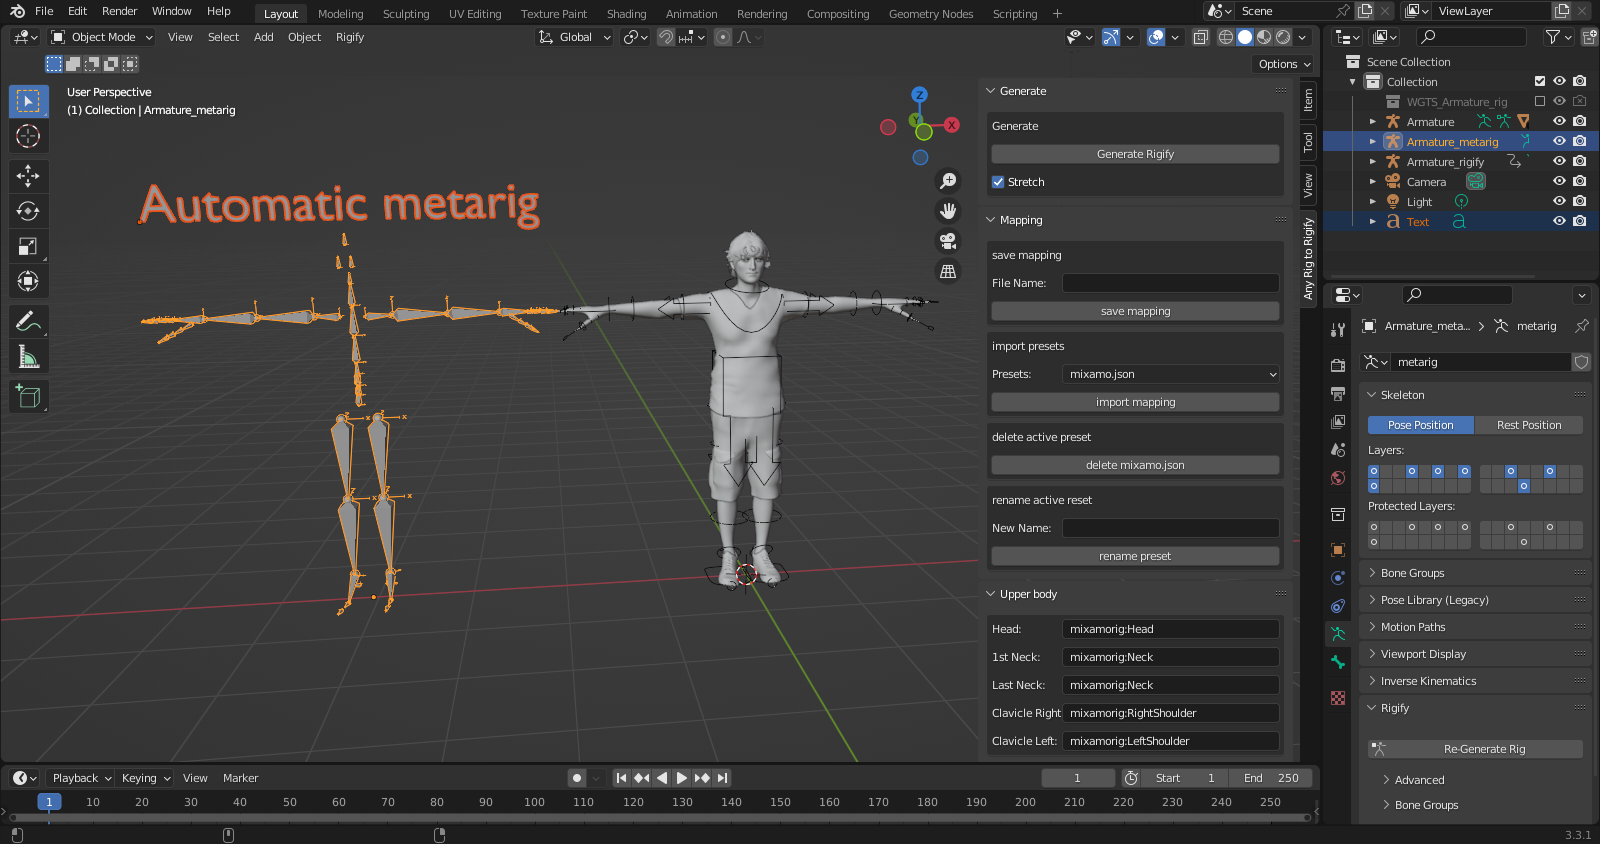 File Edit Render Window Help
Layout Modeling Sculpting UV Editing Texture Paint Shading Animation Rendering Compositing Geometry Nodes Scripting +
Scene
ViewLayer
Object Mode View Select Add Object Rigify
Global
Options
User Perspective
(1) Collection | Armature_metarig
Automatic metarig
Z
X
Y
Generate
Generate
Generate Rigify
Stretch
Mapping
save mapping
File Name:
save mapping
import presets
Presets: mixamo.json
import mapping
delete active preset
delete mixamo.json
rename active reset
New Name:
rename preset
Upper body
Head: mixamorig:Head
1st Neck: mixamorig:Neck
Last Neck: mixamorig:Neck
Clavicle Right mixamorig:RightShoulder
Clavicle Left: mixamorig:LeftShoulder
Item
Tool
View
Any Rig to Rigify
Scene Collection
Collection
WGTS_Armature_rig
Armature
Armature_metarig
Armature_rigify
Camera
Light
Text
Armature_meta... > metarig
metarig
Skeleton
Pose Position Rest Position
Layers:
Protected Layers:
Bone Groups
Pose Library (Legacy)
Motion Paths
Viewport Display
Inverse Kinematics
Rigify
Re-Generate Rig
Advanced
Bone Groups
Playback Keying View Marker
1
Start 1
End 250
1 10 20 30 40 50 60 70 80 90 100 110 120 130 140 150 160 170 180 190 200 210 220 230 240 250
3.3.1